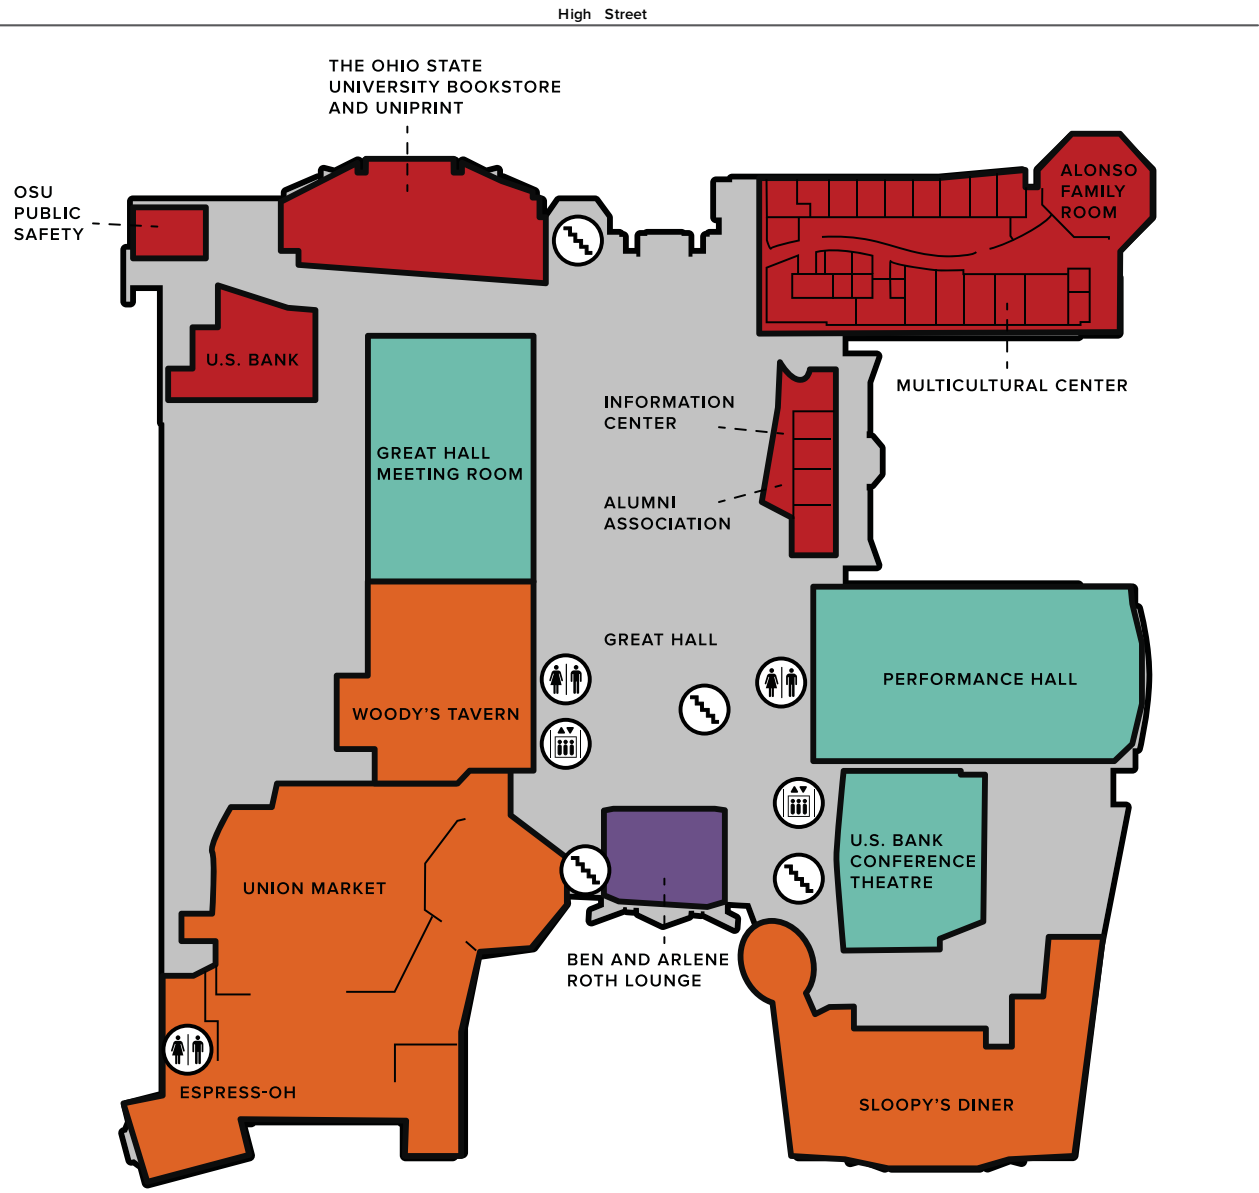 High Street
THE OHIO STATE
UNIVERSITY BOOKSTORE
AND UNIPRINT
OSU
PUBLIC
SAFETY
ALONSO
FAMILY
ROOM
U.S. BANK
MULTICULTURAL CENTER
INFORMATION
CENTER
GREAT HALL
MEETING ROOM
ALUMNI
ASSOCIATION
GREAT HALL
PERFORMANCE HALL
WOODY'S TAVERN
U.S. BANK
CONFERENCE
THEATRE
UNION MARKET
BEN AND ARLENE
ROTH LOUNGE
ESPRESS-OH
SLOOPY'S DINER